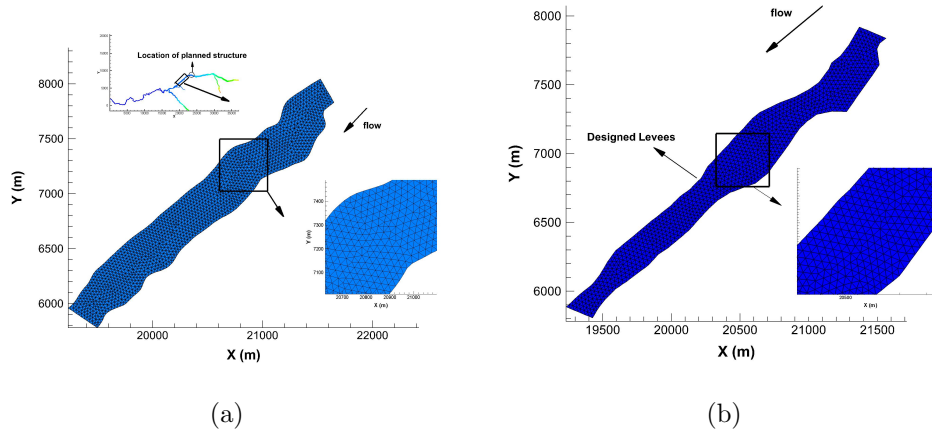 Location of planned structure
8000
7500
7000
6500
6000
Y (m)
20000
21000
22000
X (m)
flow
7400
7300
7200
7100
Y (m)
20700
20800
20900
21000
X (m)
(a)
8000
7500
7000
6500
6000
Y (m)
19500
20000
20500
21000
21500
X (m)
flow
Designed Levees
20500
X (m)
(b)